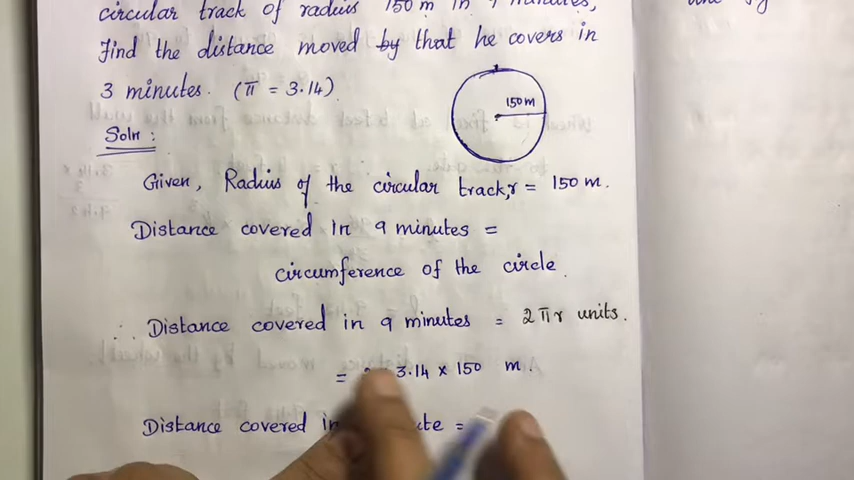 circular track of radius 150 m in 9 minutes,
Find the distance moved by that he covers in
3 minutes. (π = 3.14)
150 m
Soln :
Given, Radius of the circular track, r = 150 m.
Distance covered in 9 minutes =
circumference of the circle.
∴ Distance covered in 9 minutes = 2πr units.
= 3.14 × 150 m.
Distance covered in =